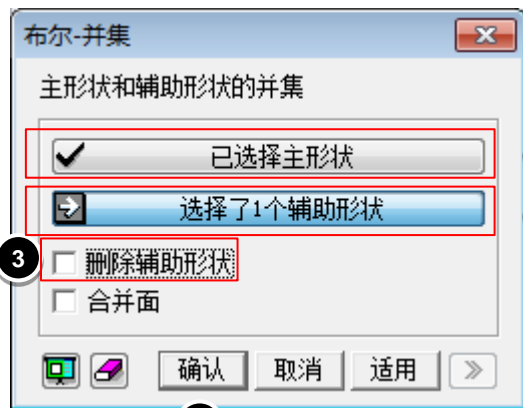 布尔-并集
主形状和辅助形状的并集
已选择主形状
选择了1个辅助形状
3
删除辅助形状
合并面
确认 取消 适用